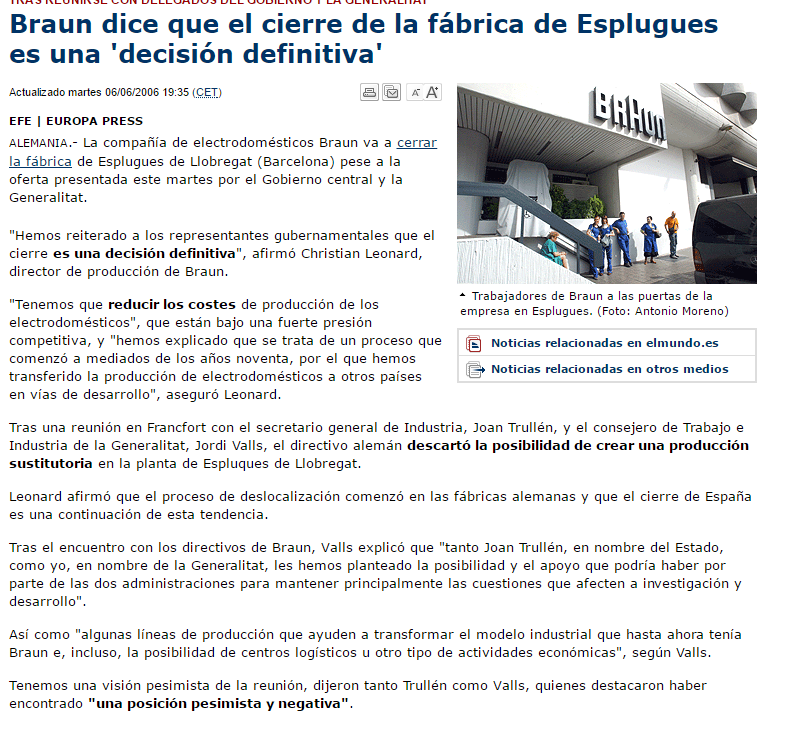 TRAS REUNIRSE CON DELEGADOS DEL GOBIERNO Y LA GENERALITAT
Braun dice que el cierre de la fábrica de Esplugues
es una 'decisión definitiva'
Actualizado martes 06/06/2006 19:35 (CET)
A- A+
EFE | EUROPA PRESS
ALEMANIA.- La compañía de electrodomésticos Braun va a cerrar
la fábrica de Esplugues de Llobregat (Barcelona) pese a la
oferta presentada este martes por el Gobierno central y la
Generalitat.
"Hemos reiterado a los representantes gubernamentales que el
cierre es una decisión definitiva", afirmó Christian Leonard,
director de producción de Braun.
"Tenemos que reducir los costes de producción de los
electrodomésticos", que están bajo una fuerte presión
competitiva, y "hemos explicado que se trata de un proceso que
comenzó a mediados de los años noventa, por el que hemos
transferido la producción de electrodomésticos a otros países
en vías de desarrollo", aseguró Leonard.
BRAUN
Trabajadores de Braun a las puertas de la
empresa en Esplugues. (Foto: Antonio Moreno)
Noticias relacionadas en elmundo.es
Noticias relacionadas en otros medios
Tras una reunión en Francfort con el secretario general de Industria, Joan Trullén, y el consejero de Trabajo e
Industria de la Generalitat, Jordi Valls, el directivo alemán descartó la posibilidad de crear una producción
sustitutoria en la planta de Espluques de Llobregat.
Leonard afirmó que el proceso de deslocalización comenzó en las fábricas alemanas y que el cierre de España
es una continuación de esta tendencia.
Tras el encuentro con los directivos de Braun, Valls explicó que "tanto Joan Trullén, en nombre del Estado,
como yo, en nombre de la Generalitat, les hemos planteado la posibilidad y el apoyo que podría haber por
parte de las dos administraciones para mantener principalmente las cuestiones que afecten a investigación y
desarrollo".
Así como "algunas líneas de producción que ayuden a transformar el modelo industrial que hasta ahora tenía
Braun e, incluso, la posibilidad de centros logísticos u otro tipo de actividades económicas", según Valls.
Tenemos una visión pesimista de la reunión, dijeron tanto Trullén como Valls, quienes destacaron haber
encontrado "una posición pesimista y negativa".